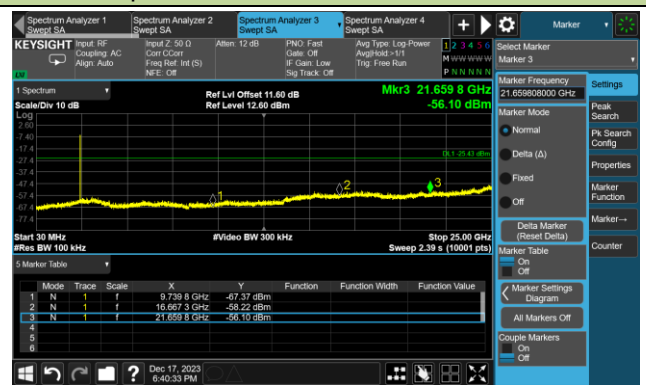 Spectrum Analyzer 1
Swept SA
Spectrum Analyzer 2
Swept SA
Spectrum Analyzer 3
Swept SA
Spectrum Analyzer 4
Swept SA
Marker
KEYSIGHT
Input: RF
Coupling: AC
Align: Auto
Input Z: 50 Ω
Corr CCorr
Freq Ref: Int (S)
NFE: Off
Atten: 12 dB
PNO: Fast
Gate: Off
IF Gain: Low
Sig Track: Off
Avg Type: Log-Power
Avg|Hold:>1/1
Trig: Free Run
1 2 3 4 5 6
M W W W W W
P N N N N N
LW
Select Marker
Marker 3
1 Spectrum
Scale/Div 10 dB
Ref Lvl Offset 11.60 dB
Ref Level 12.60 dBm
Mkr3 21.659 8 GHz
-56.10 dBm
Log
2.60
-7.40
-17.4
-27.4
-37.4
-47.4
-57.4
-67.4
-77.4
DL1 -25.43 dBm
1
2
3
Start 30 MHz
#Res BW 100 kHz
#Video BW 300 kHz
Stop 25.00 GHz
Sweep 2.39 s (10001 pts)
5 Marker Table
Mode Trace Scale X Y Function Function Width Function Value
1 N 1 f 9.739 8 GHz -67.37 dBm
2 N 1 f 16.667 3 GHz -58.22 dBm
3 N 1 f 21.659 8 GHz -56.10 dBm
4
5
6
Marker Frequency
21.659808000 GHz
Marker Mode
Normal
Delta (Δ)
Fixed
Off
Delta Marker
(Reset Delta)
Marker Table
On
Off
Marker Settings
Diagram
All Markers Off
Couple Markers
On
Off
Settings
Peak
Search
Pk Search
Config
Properties
Marker
Function
Marker→
Counter
Dec 17, 2023
6:40:33 PM